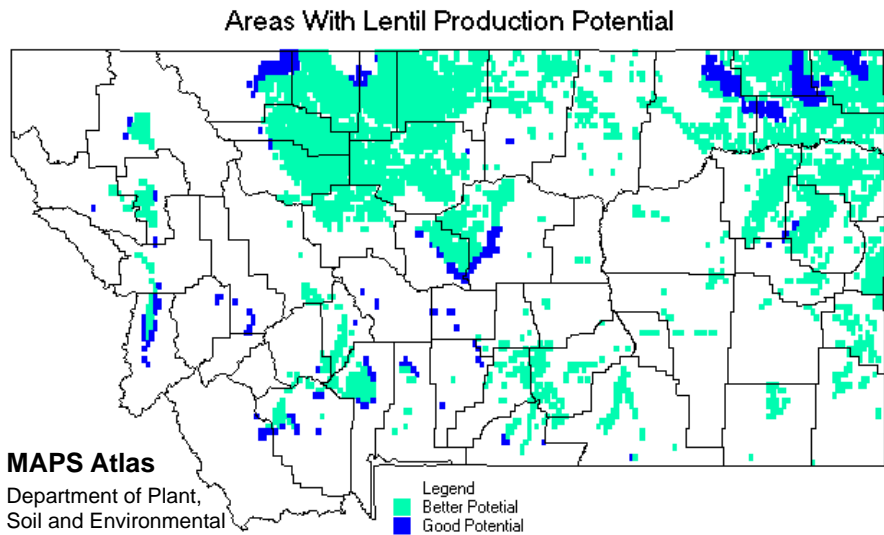 Areas With Lentil Production Potential
MAPS Atlas
Department of Plant,
Soil and Environmental
Legend
Better Potetial
Good Potential